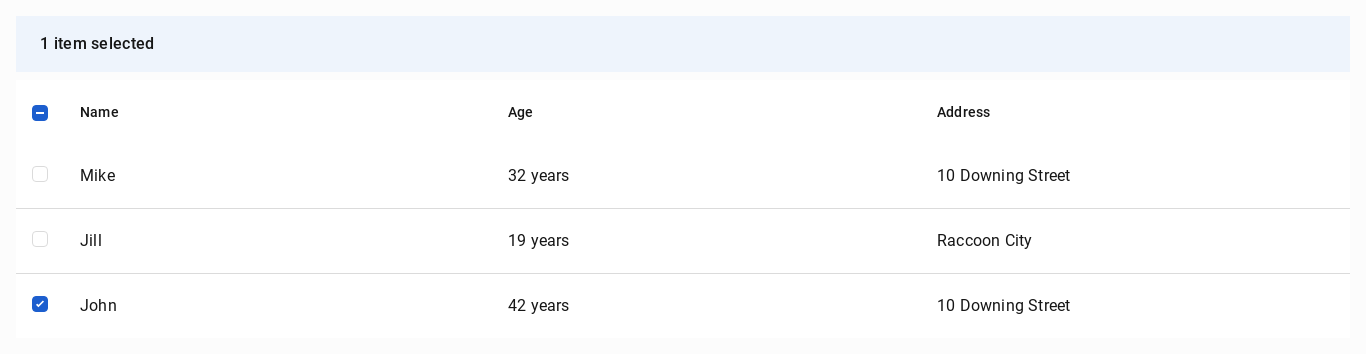 1 item selected
Name Age Address
Mike 32 years 10 Downing Street
Jill 19 years Raccoon City
John 42 years 10 Downing Street